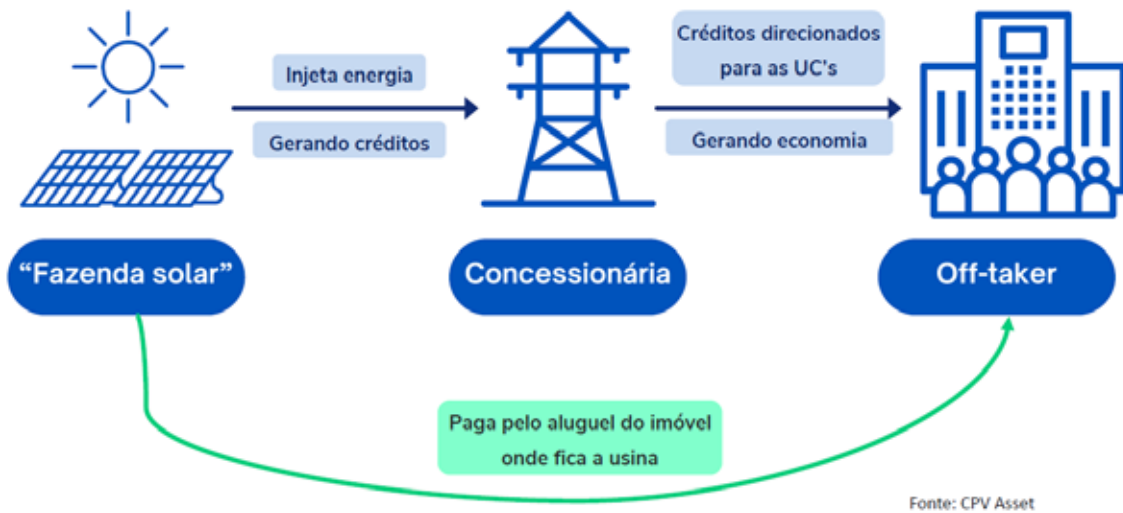 Injeta energia
Gerando créditos
Créditos direcionados
para as UC's
Gerando economia
“Fazenda solar”
Concessionária
Off-taker
Paga pelo aluguel do imóvel
onde fica a usina
Fonte: CPV Asset